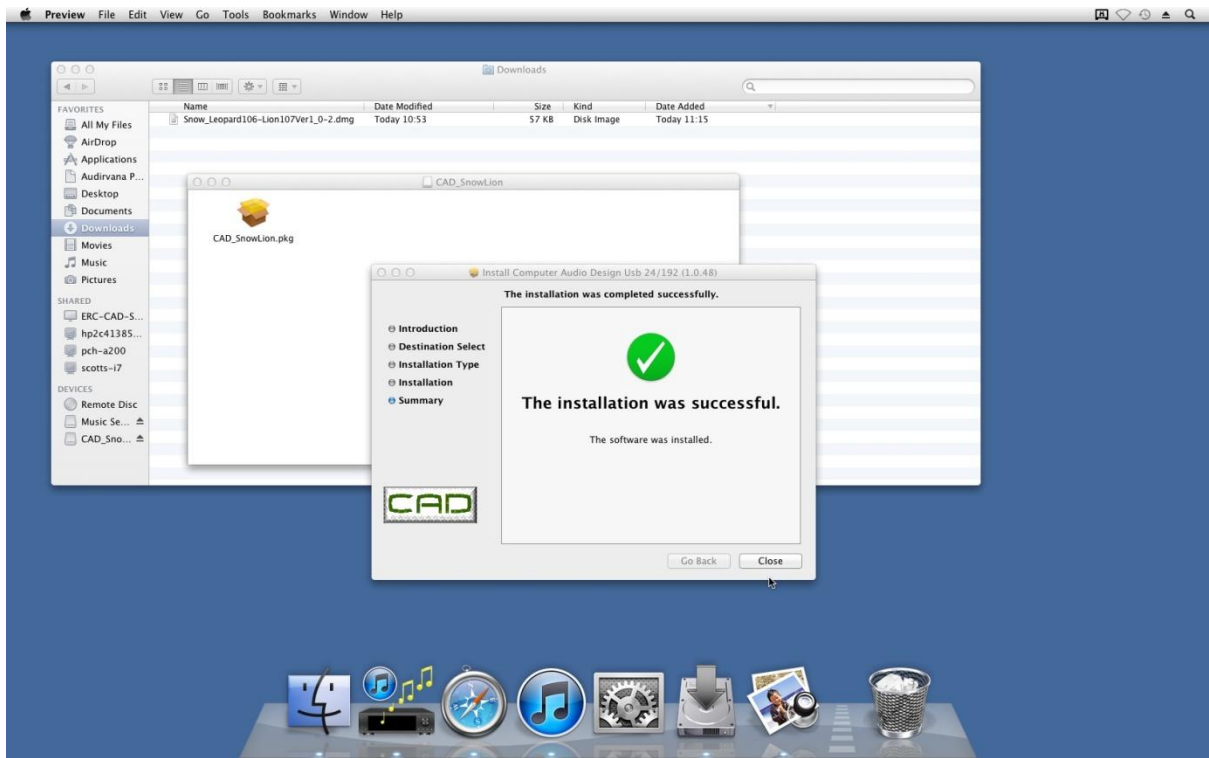 Preview File Edit View Go Tools Bookmarks Window Help
Downloads
FAVORITES
All My Files
AirDrop
Applications
Audirvana P...
Desktop
Documents
Downloads
Movies
Music
Pictures
SHARED
ERC-CAD-S...
hp2c41385...
pch-a200
scotts-i7
DEVICES
Remote Disc
Music Se...
CAD_Sno...
Name Date Modified Size Kind Date Added
Snow_Leopard106-Lion107Ver1_0-2.dmg Today 10:53 57 KB Disk Image Today 11:15
CAD_SnowLion
CAD_SnowLion.pkg
Install Computer Audio Design Usb 24/192 (1.0.48)
The installation was completed successfully.
Introduction
Destination Select
Installation Type
Installation
Summary
CAD
The installation was successful.
The software was installed.
Go Back Close